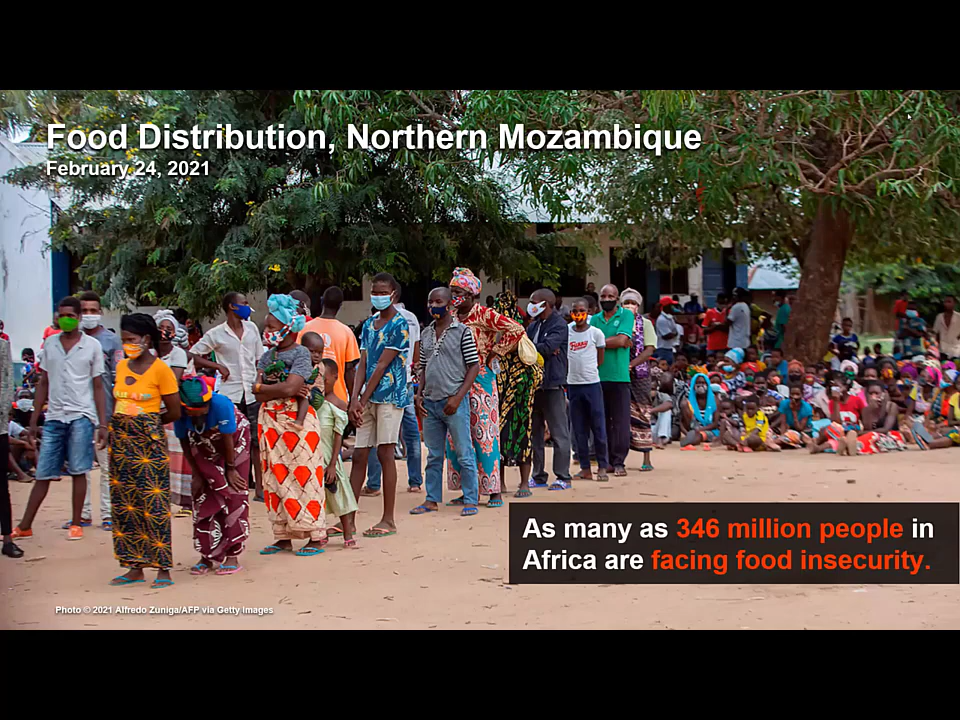 Food Distribution, Northern Mozambique
February 24, 2021
As many as 346 million people in
Africa are facing food insecurity.
Photo © 2021 Alfredo Zuniga/AFP via Getty Images